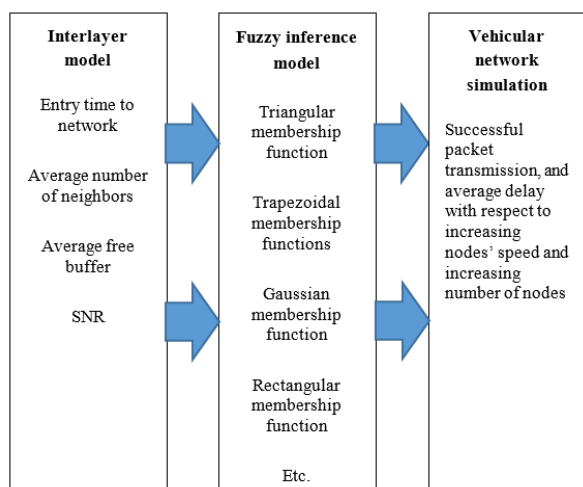 Interlayer
model
Entry time to
network
Average number
of neighbors
Average free
buffer
SNR
Fuzzy inference
model
Triangular
membership
function
Trapezoidal
membership
functions
Gaussian
membership
function
Rectangular
membership
function
Etc.
Vehicular
network
simulation
Successful
packet
transmission, and
average delay
with respect to
increasing
nodes’ speed and
increasing
number of nodes